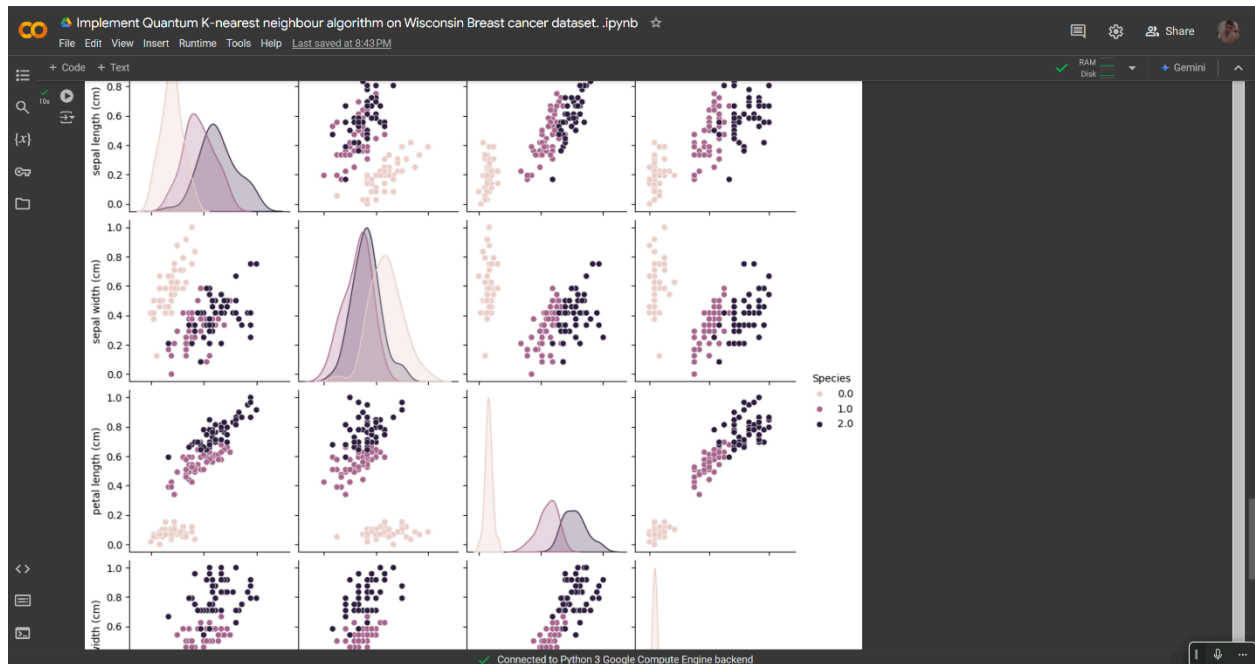 Implement Quantum K-nearest neighbour algorithm on Wisconsin Breast cancer dataset. .ipynb
File Edit View Insert Runtime Tools Help Last saved at 8:43 PM
Share
+ Code + Text
RAM
Disk
Gemini
10s
{x}
sepal length (cm)
0.8
0.6
0.4
0.2
0.0
sepal width (cm)
1.0
0.8
0.6
0.4
0.2
0.0
Species
0.0
1.0
2.0
petal length (cm)
1.0
0.8
0.6
0.4
0.2
0.0
width (cm)
1.0
0.8
0.6
Connected to Python 3 Google Compute Engine backend